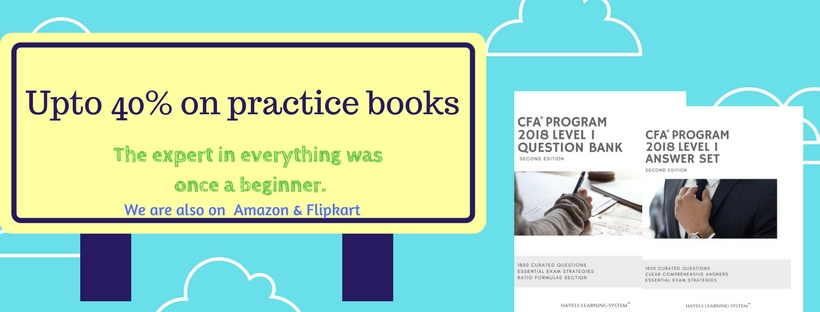 Upto 40% on practice books
The expert in everything was
once a beginner.
We are also on Amazon & Flipkart
CFA® PROGRAM
2018 LEVEL I
QUESTION BANK
SECOND EDITION
1800 CURATED QUESTIONS
ESSENTIAL EXAM STRATEGIES
RATIO FORMULAE SECTION
HAVELS LEARNING SYSTEM™
CFA® PROGRAM
2018 LEVEL I
ANSWER SET
SECOND EDITION
1800 CURATED QUESTIONS
CLEAR COMPREHENSIVE ANSWERS
ESSENTIAL EXAM STRATEGIES
HAVELS LEARNING SYSTEM™